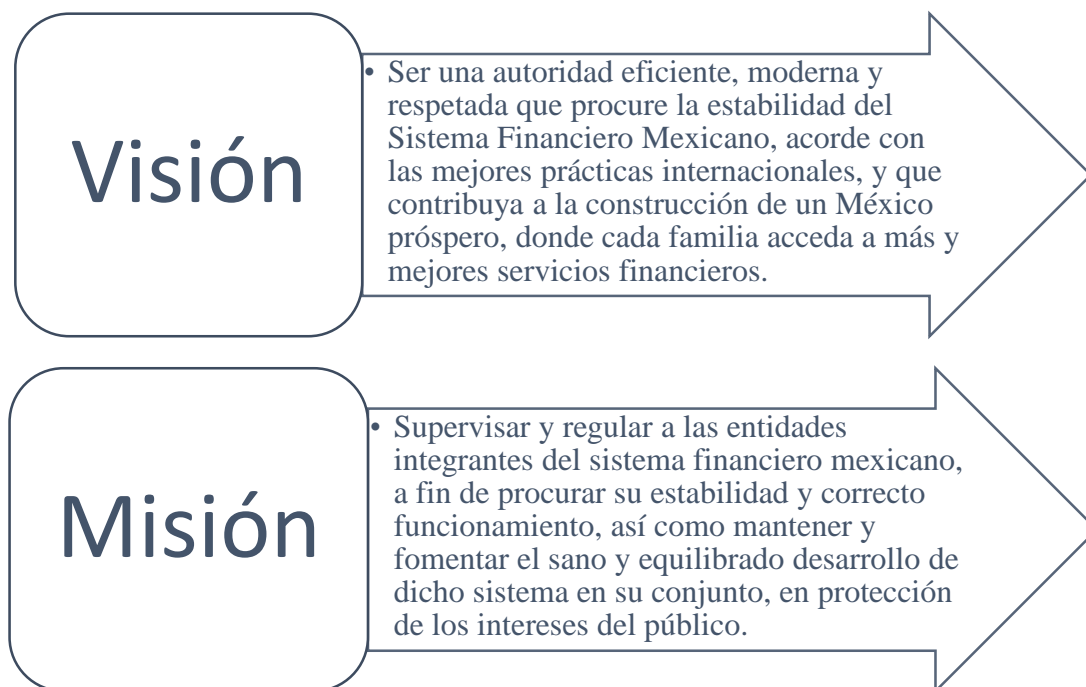 Visión
• Ser una autoridad eficiente, moderna y
respetada que procure la estabilidad del
Sistema Financiero Mexicano, acorde con
las mejores prácticas internacionales, y que
contribuya a la construcción de un México
próspero, donde cada familia acceda a más y
mejores servicios financieros.
Misión
• Supervisar y regular a las entidades
integrantes del sistema financiero mexicano,
a fin de procurar su estabilidad y correcto
funcionamiento, así como mantener y
fomentar el sano y equilibrado desarrollo de
dicho sistema en su conjunto, en protección
de los intereses del público.